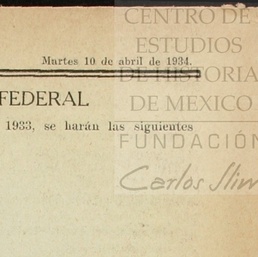 CENTRO DE
ESTUDIOS
Martes 10 de abril de 1934.
DE HISTORIA
FEDERAL
DE MEXICO
1933, se harán las siguientes
FUNDACIÓN
Carlos Slim